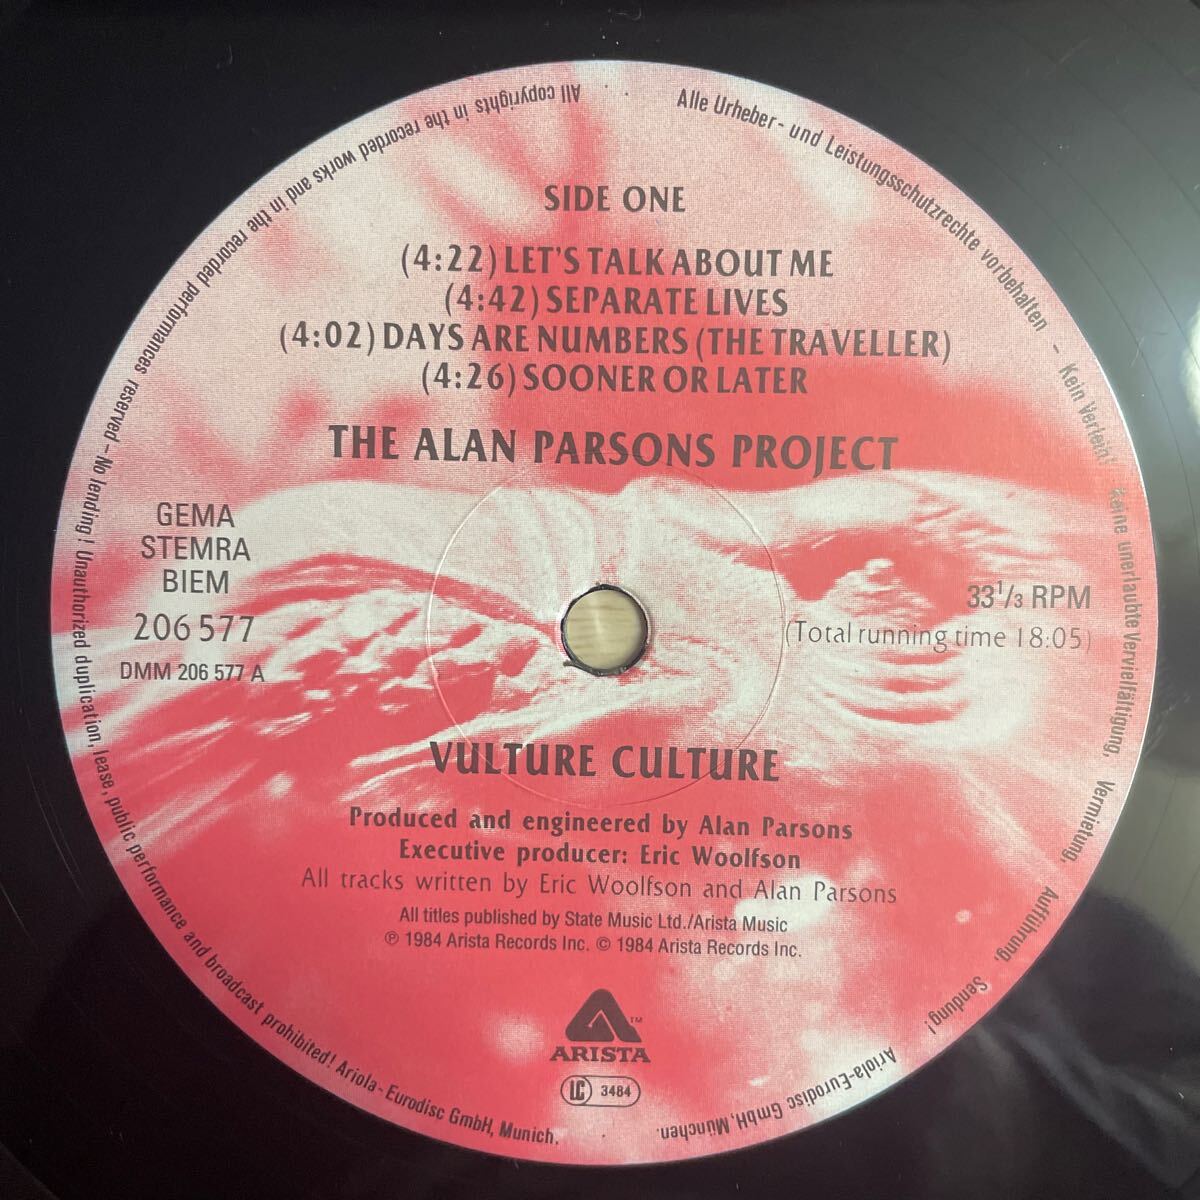 SIDE ONE
(4:22) LET'S TALK ABOUT ME
(4:42) SEPARATE LIVES
(4:02) DAYS ARE NUMBERS (THE TRAVELLER)
(4:26) SOONER OR LATER
THE ALAN PARSONS PROJECT
GEMA
STEMRA
BIEM
206 577
DMM 206 577 A
33 1/3 RPM
(Total running time 18:05)
VULTURE CULTURE
Produced and engineered by Alan Parsons
Executive producer: Eric Woolfson
All tracks written by Eric Woolfson and Alan Parsons
All titles published by State Music Ltd./Arista Music
℗ 1984 Arista Records Inc. © 1984 Arista Records Inc.
ARISTA™
LC 3484
Alle Urheber- und Leistungsschutzrechte vorbehalten – Kein Verleih! Keine unerlaubte Vervielfältigung, Vermietung, Aufführung, Sendung! Ariola-Eurodisc GmbH, München.
All copyrights in the recorded works and in the recorded performances reserved – No lending! Unauthorized duplication, lease, public performance and broadcast prohibited! Ariola-Eurodisc GmbH, Munich.